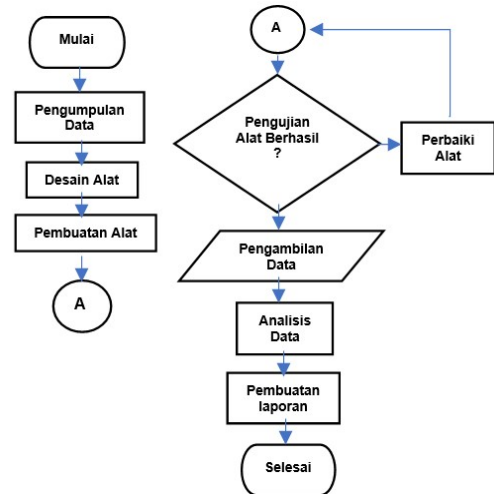 Mulai
Pengumpulan
Data
Desain Alat
Pembuatan Alat
A
A
Pengujian
Alat Berhasil
?
Perbaiki
Alat
Pengambilan
Data
Analisis
Data
Pembuatan
laporan
Selesai